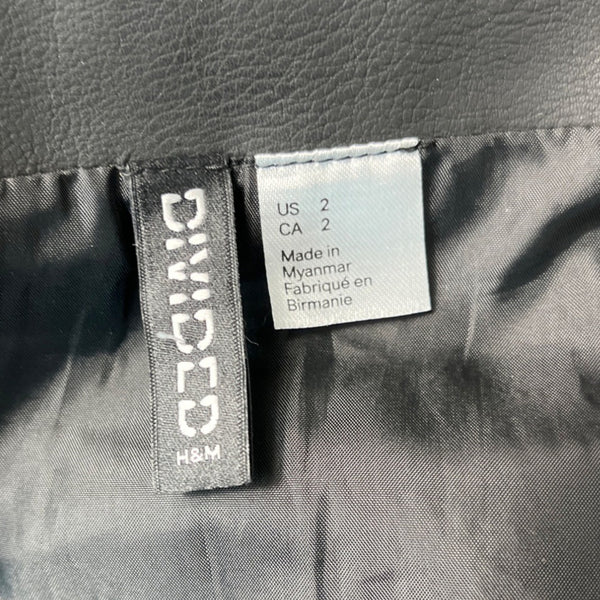 DIVIDED
H&M
US 2
CA 2
Made in
Myanmar
Fabriqué en
Birmanie